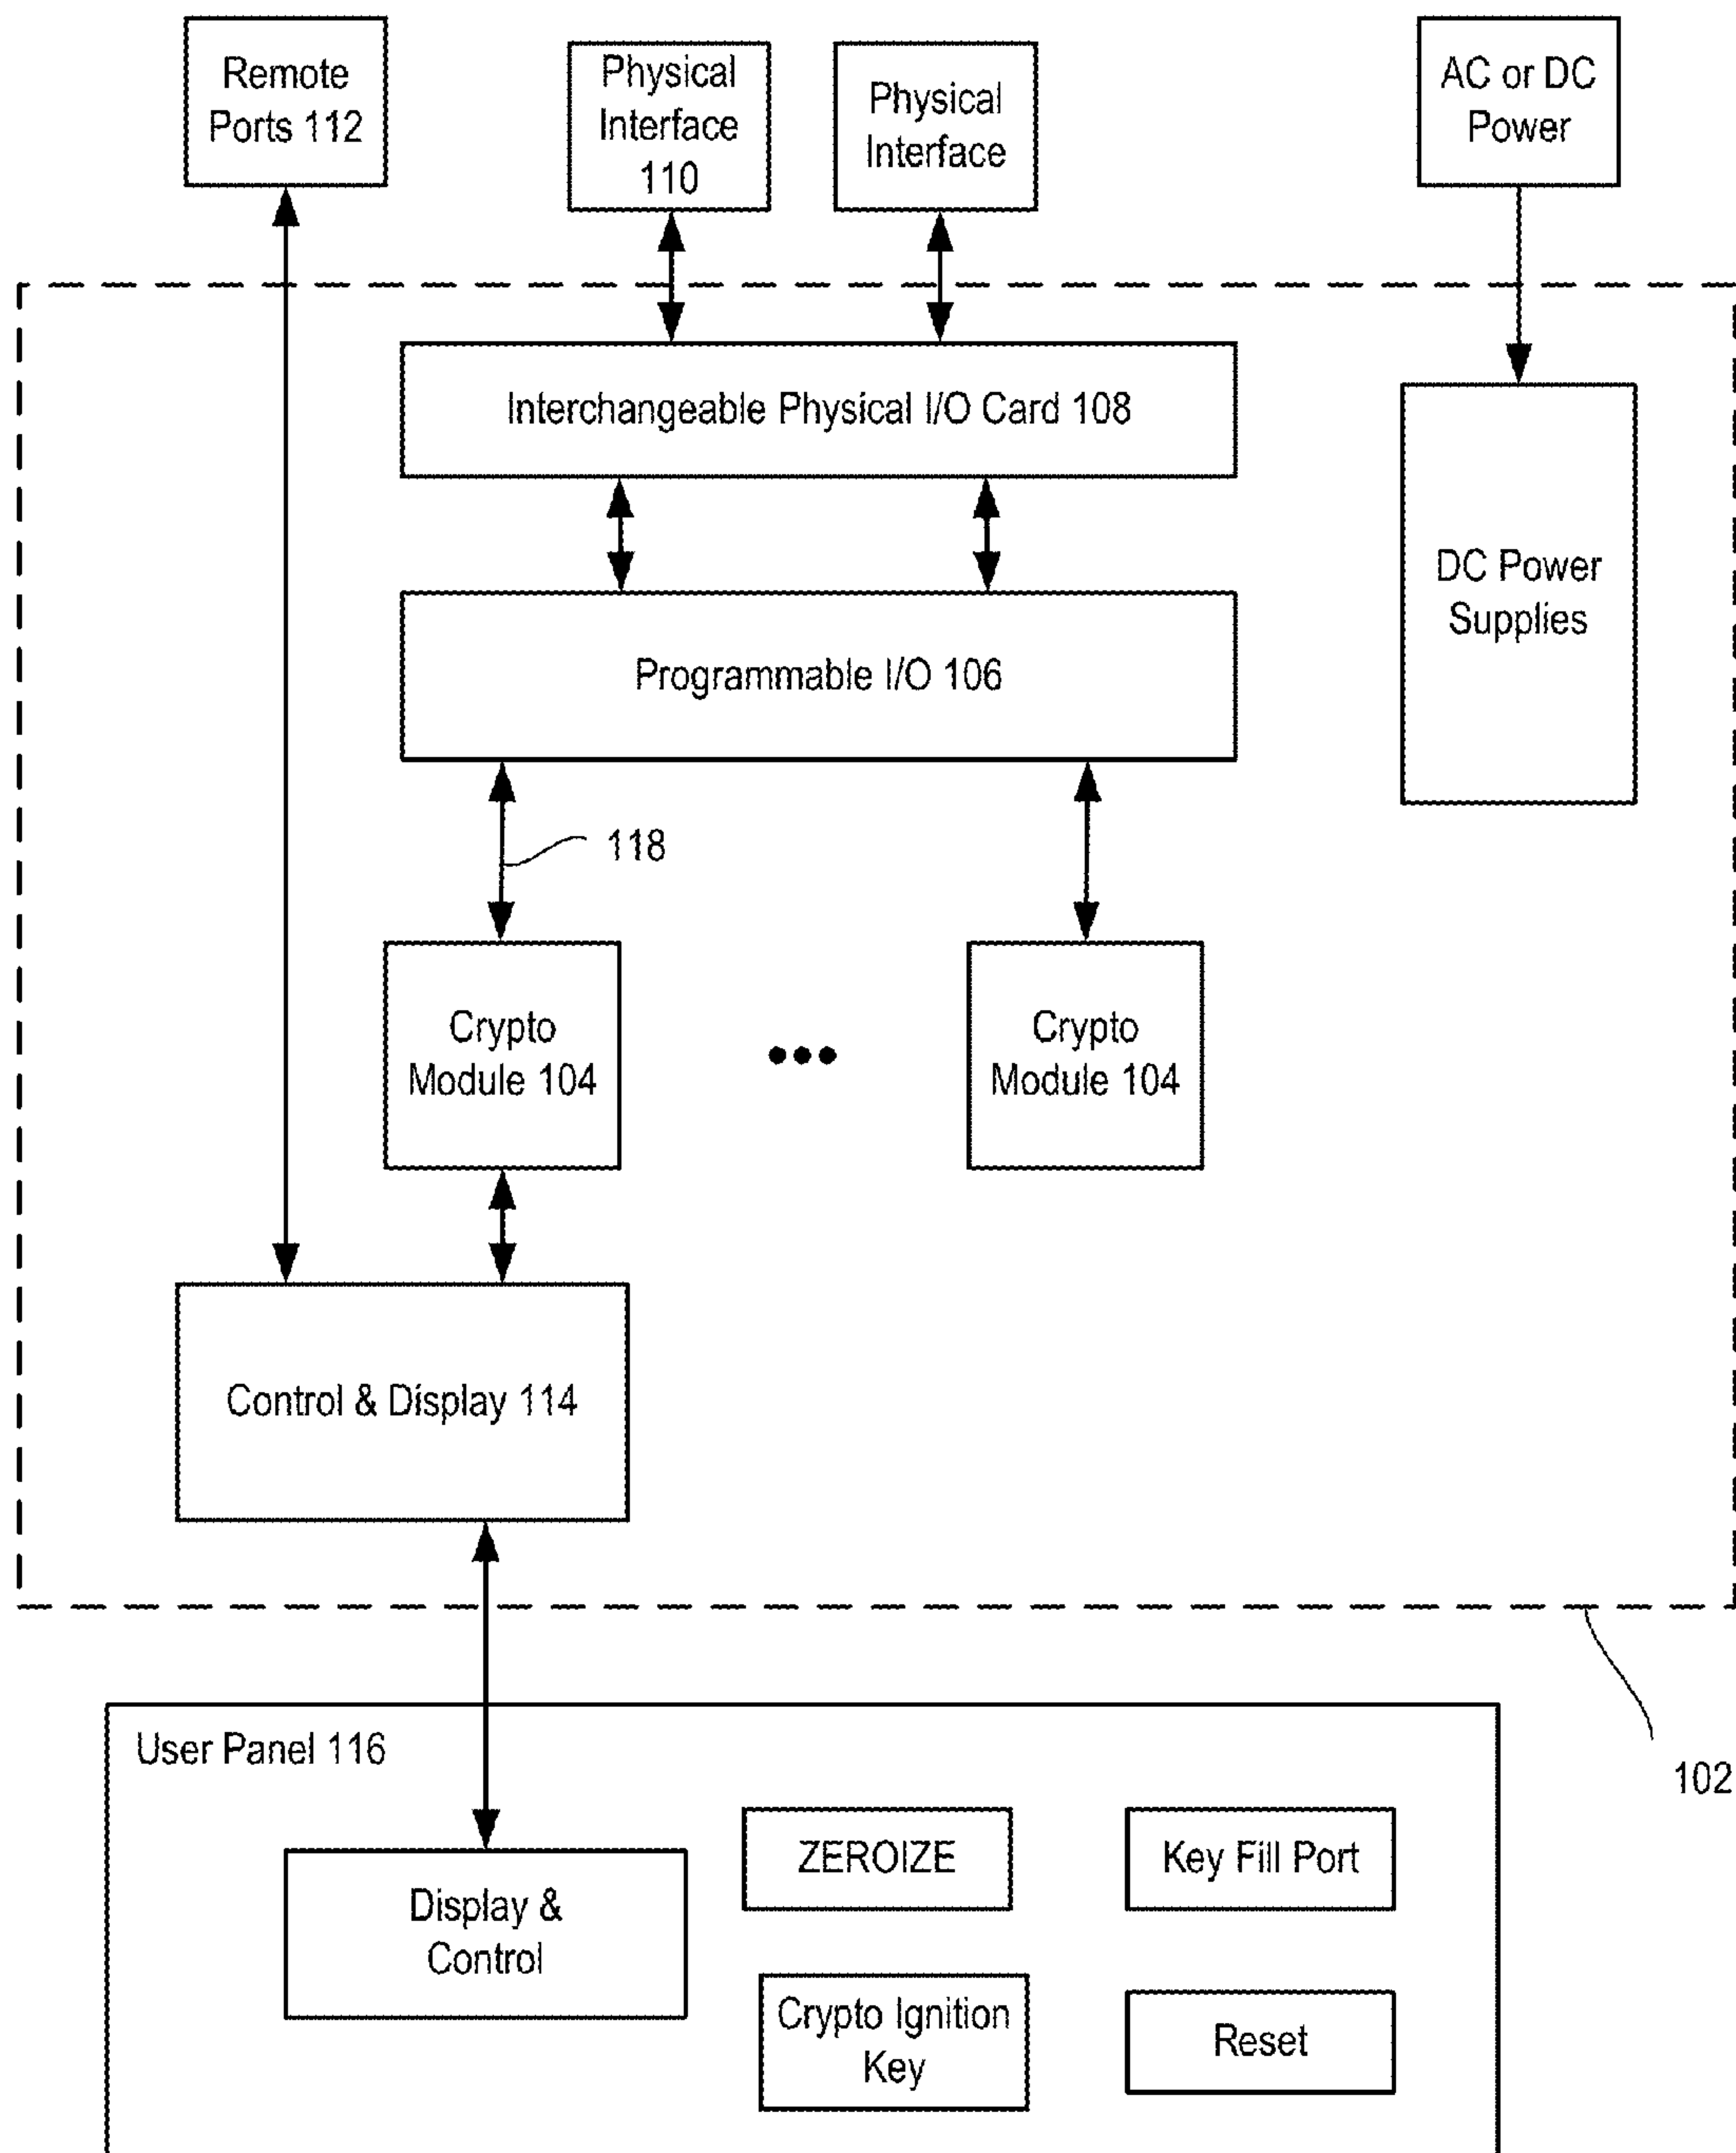 Remote
Ports 112
Physical
Interface
110
Physical
Interface
AC or DC
Power
Interchangeable Physical I/O Card 108
DC Power
Supplies
Programmable I/O 106
118
Crypto
Module 104
Crypto
Module 104
Control & Display 114
102
User Panel 116
ZEROIZE
Key Fill Port
Display &
Control
Crypto Ignition
Key
Reset